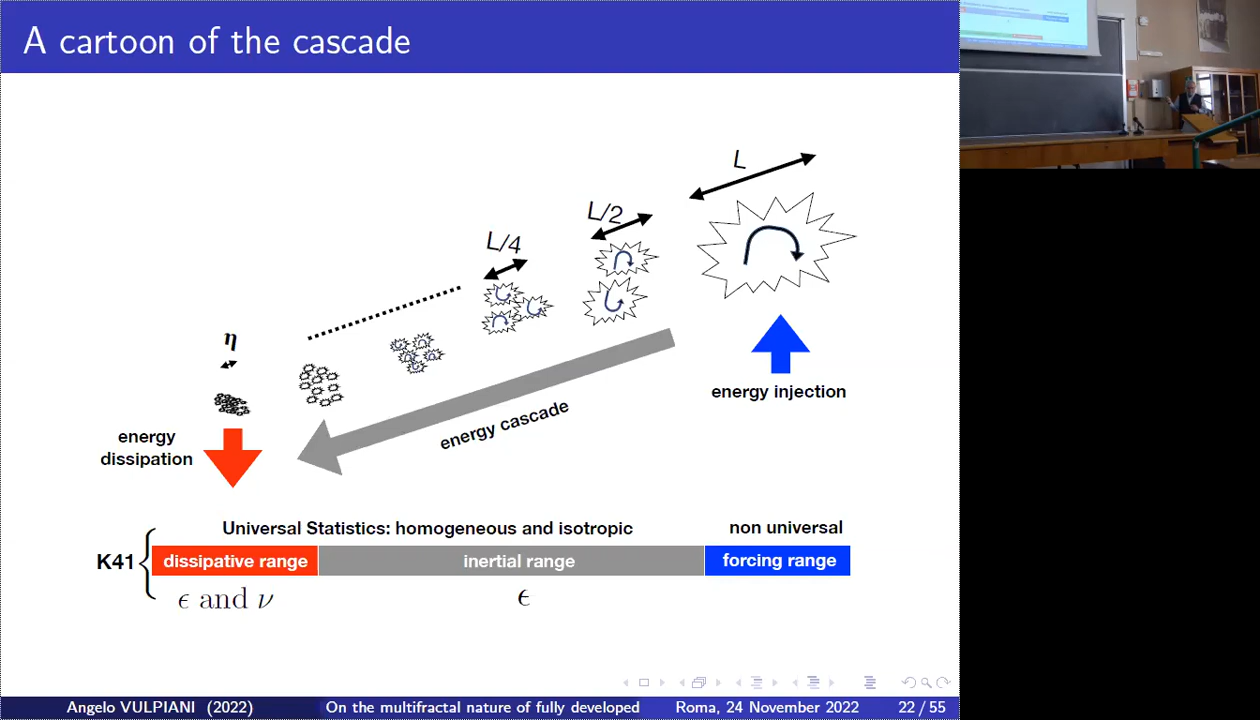 A cartoon of the cascade
L
L/2
L/4
η
energy injection
energy cascade
energy
dissipation
Universal Statistics: homogeneous and isotropic
non universal
K41
dissipative range
inertial range
forcing range
ϵ and ν
ϵ
Angelo VULPIANI (2022)
On the multifractal nature of fully developed
Roma, 24 November 2022
22 / 55